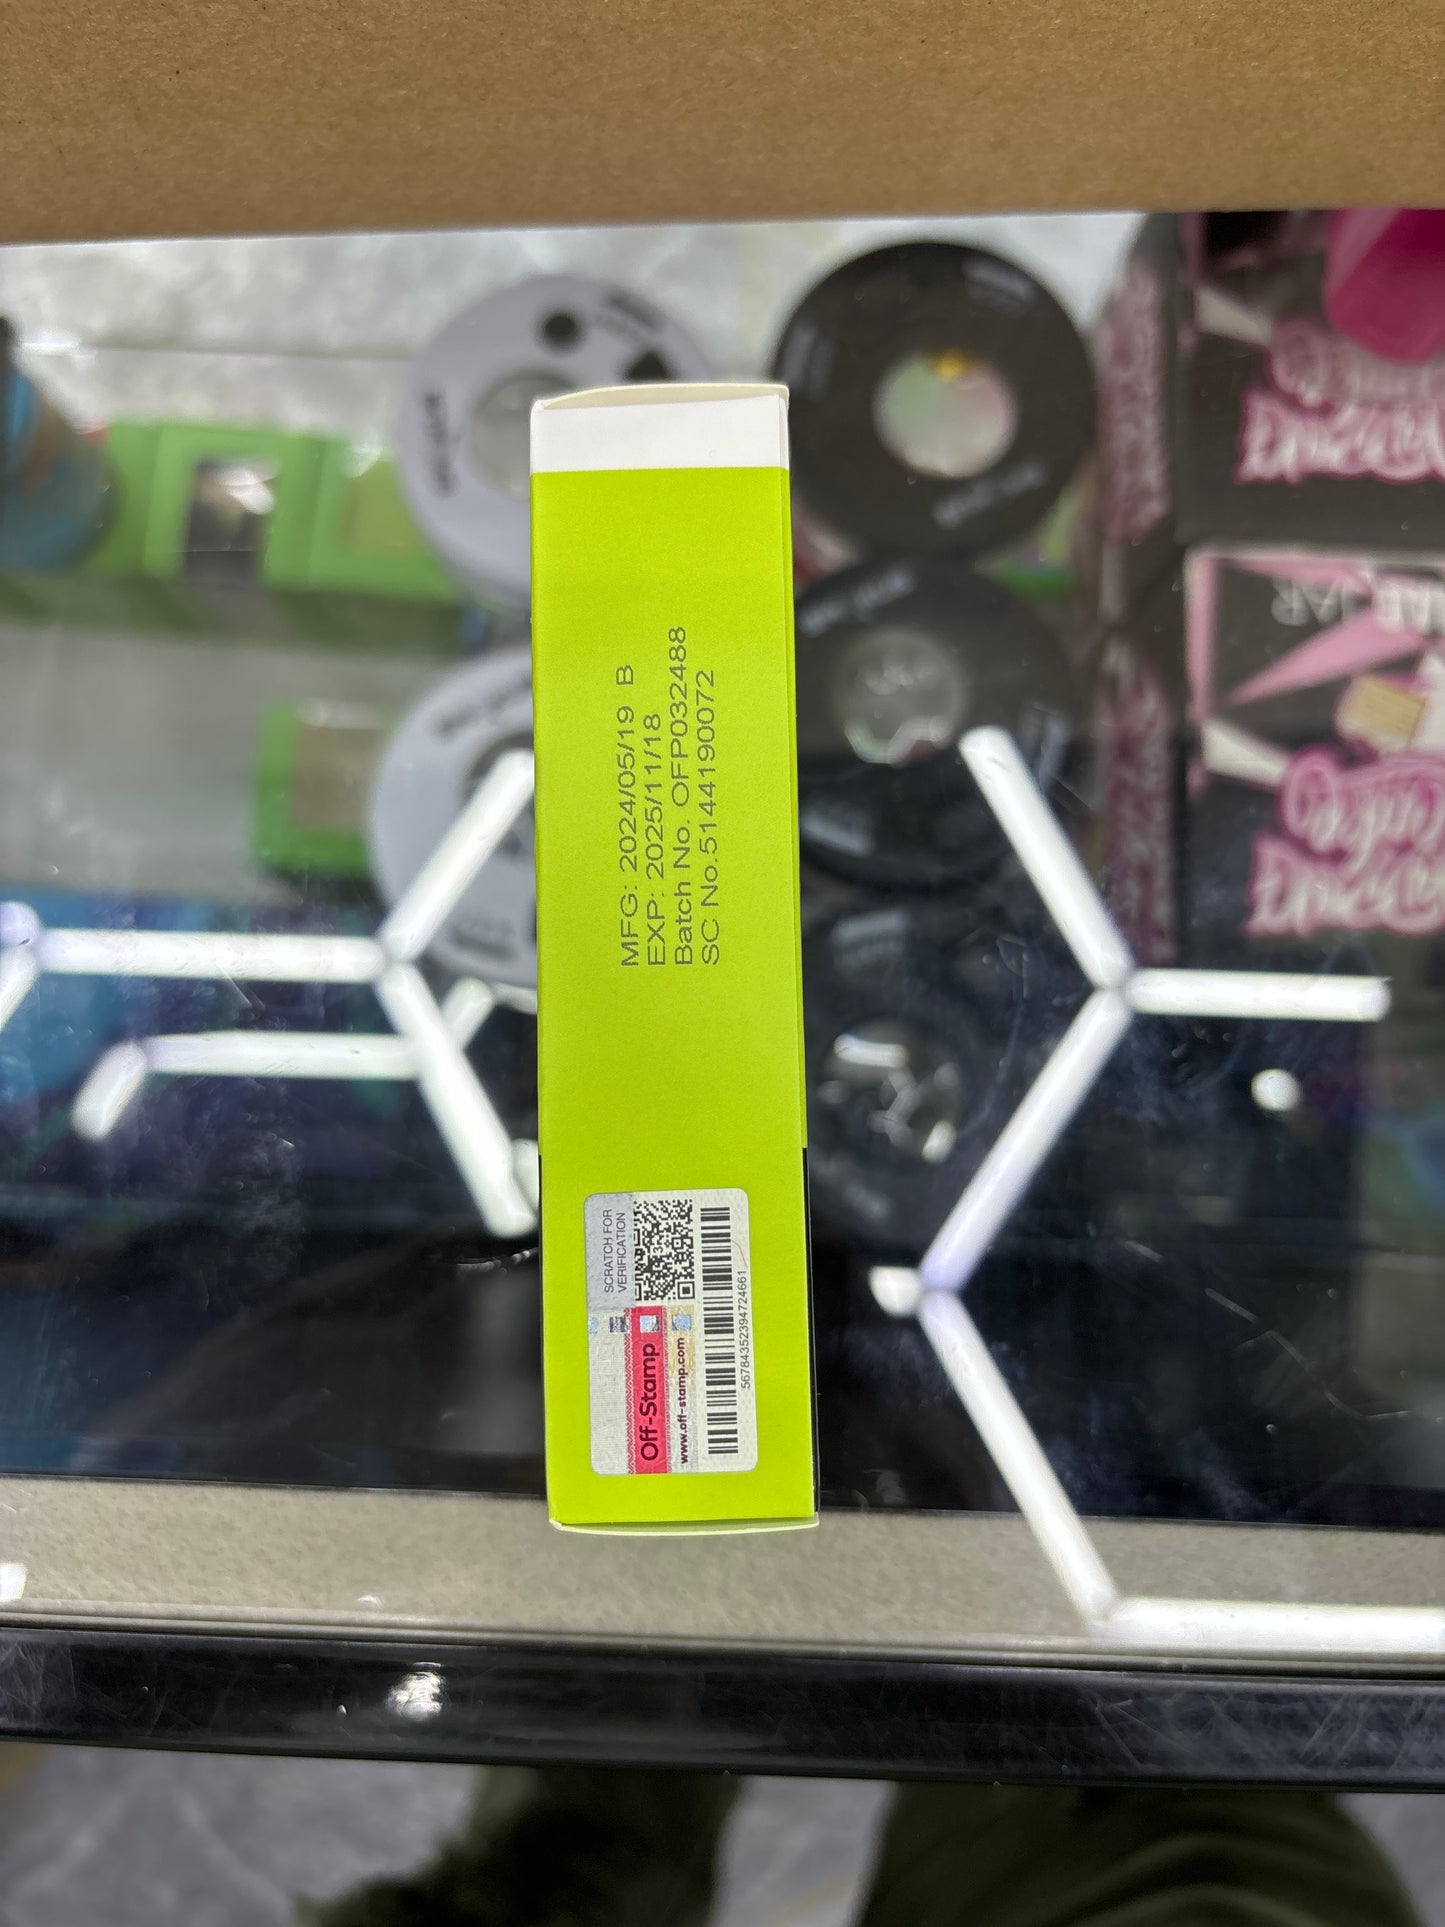 MFG: 2024/05/19 B
EXP: 2025/11/18
Batch No. OFP032488
SC No.5144190072
SCRATCH FOR
VERIFICATION
Off-Stamp
www.off-stamp.com
56784352394724661